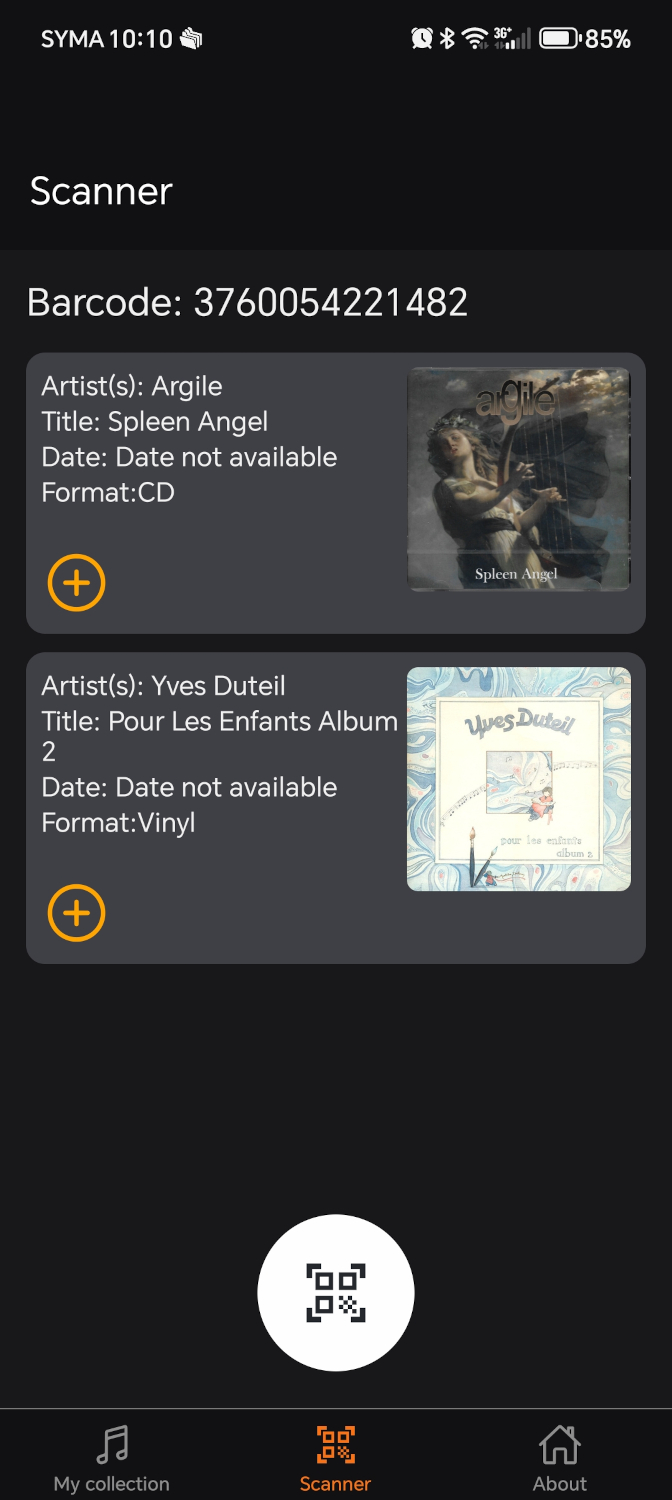 SYMA 10:10
3G+
85%
Scanner
Barcode: 3760054221482
Artist(s): Argile
Title: Spleen Angel
Date: Date not available
Format:CD
argile
Spleen Angel
Artist(s): Yves Duteil
Title: Pour Les Enfants Album
2
Date: Date not available
Format:Vinyl
Yves Duteil
pour les enfants
album 2
My collection
Scanner
About